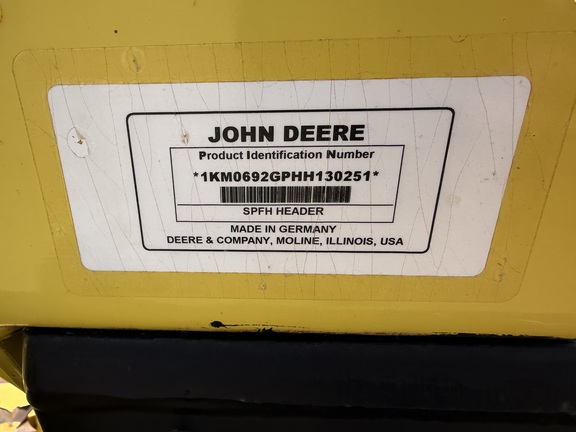 JOHN DEERE
Product Identification Number
*1KM0692GPHH130251*
SPFH HEADER
MADE IN GERMANY
DEERE & COMPANY, MOLINE, ILLINOIS, USA